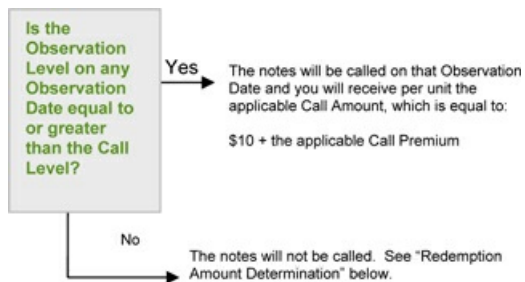 Is the
Observation
Level on any
Observation
Date equal to
or greater
than the Call
Level?
Yes
The notes will be called on that Observation
Date and you will receive per unit the
applicable Call Amount, which is equal to:
$10 + the applicable Call Premium
No
The notes will not be called. See “Redemption
Amount Determination” below.